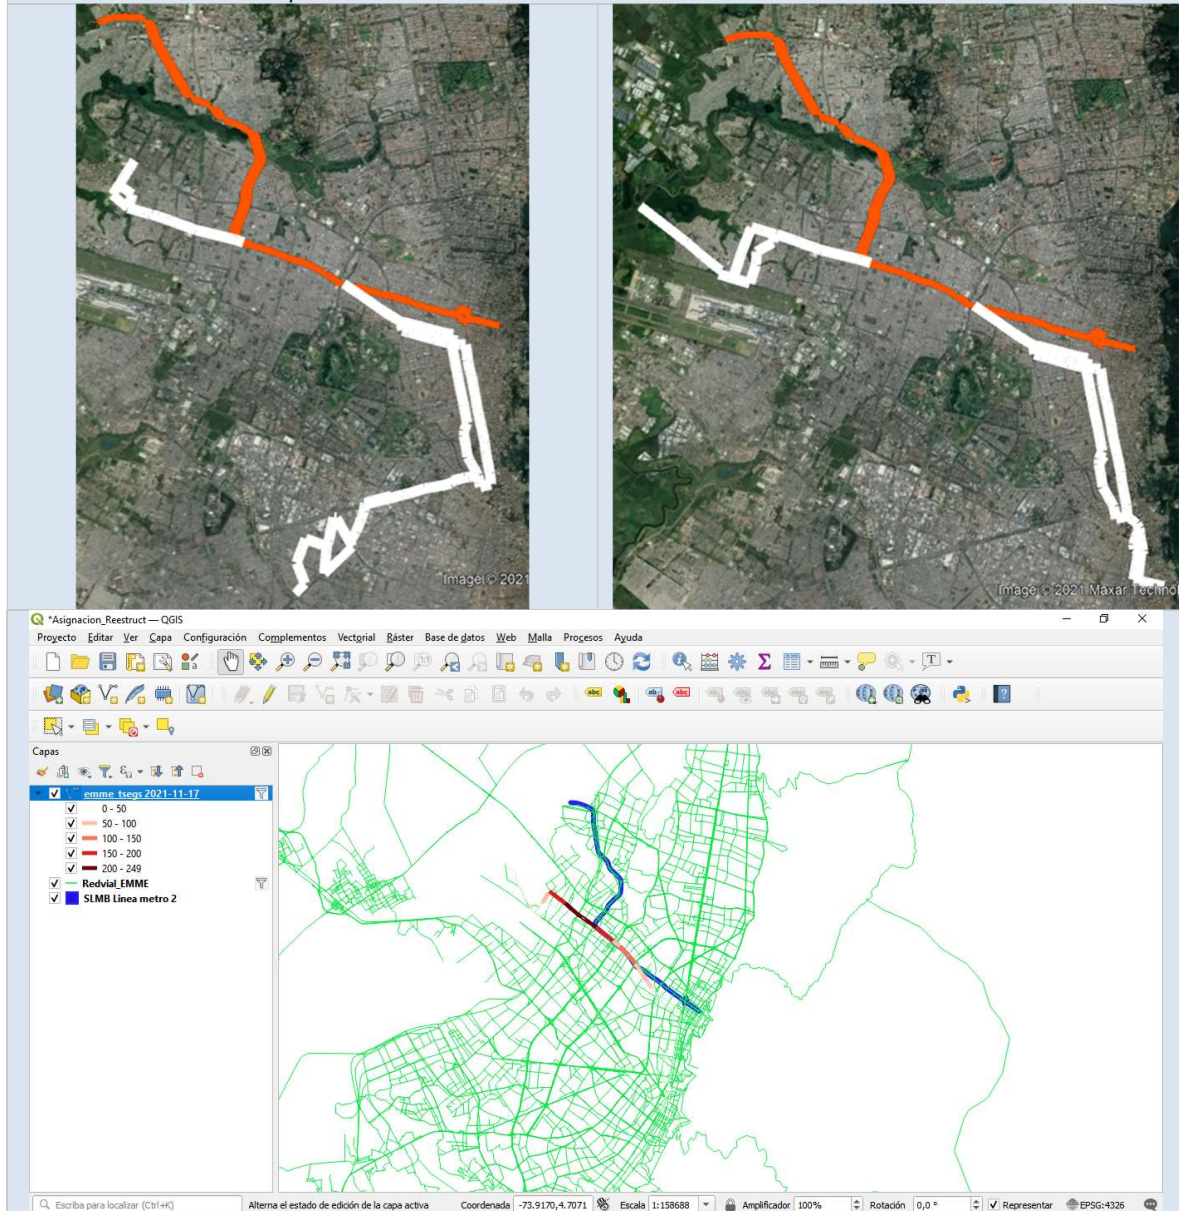 Image © 2021
Image © 2021 Maxar Technol
*Asignacion_Reestruct — QGIS
Proyecto Editar Ver Capa Configuración Complementos Vectorial Ráster Base de datos Web Malla Procesos Ayuda
Capas
emme_tsegs 2021-11-17
0 - 50
50 - 100
100 - 150
150 - 200
200 - 249
Redvial_EMME
SLMB Linea metro 2
Escriba para localizar (Ctrl+K) Alterna el estado de edición de la capa activa Coordenada -73.9170,4.7071 Escala 1:158688 Amplificador 100% Rotación 0,0 ° Representar EPSG:4326